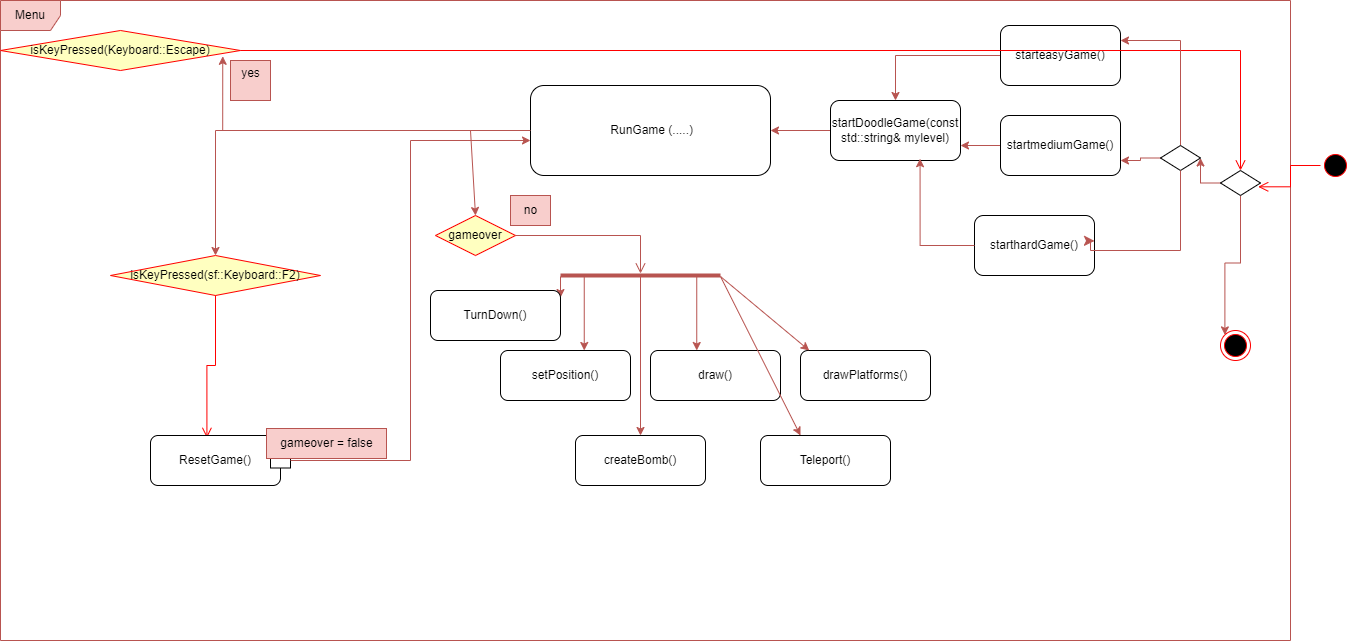 Menu
isKeyPressed(Keyboard::Escape)
yes
starteasyGame()
RunGame (.....)
startDoodleGame(const
std::string& mylevel)
startmediumGame()
no
gameover
starthardGame()
isKeyPressed(sf::Keyboard::F2)
TurnDown()
setPosition()
draw()
drawPlatforms()
gameover = false
ResetGame()
createBomb()
Teleport()